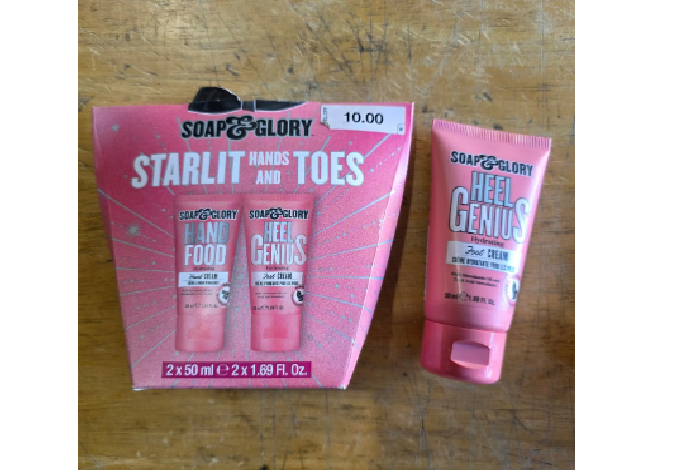 SOAP & GLORY
10.00
STARLIT HANDS AND TOES
SOAP & GLORY
HAND
FOOD
Hand CREAM
SOAP & GLORY
HEEL
GENIUS
Foot CREAM
2 x 50 ml e 2 x 1.69 Fl. Oz.
SOAP & GLORY
HEEL
GENIUS
Hydrating
Foot CREAM